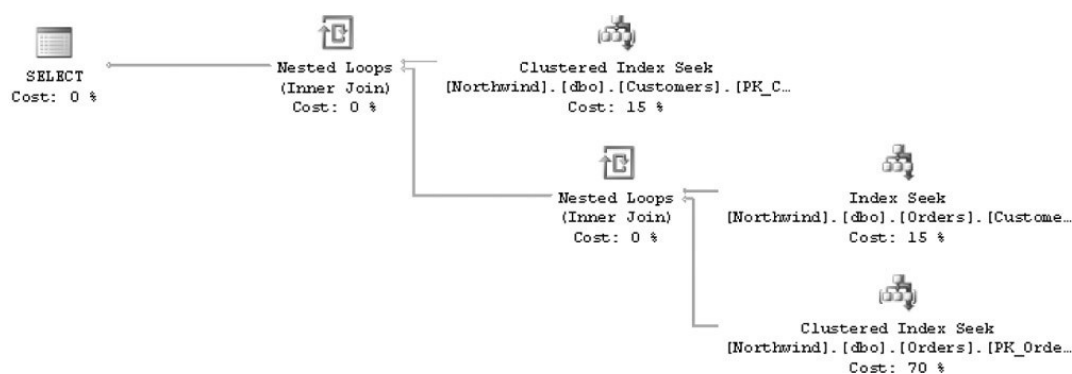 SELECT
Cost: 0 %
Nested Loops
(Inner Join)
Cost: 0 %
Clustered Index Seek
[Northwind].[dbo].[Customers].[PK_C…
Cost: 15 %
Nested Loops
(Inner Join)
Cost: 0 %
Index Seek
[Northwind].[dbo].[Orders].[Custome…
Cost: 15 %
Clustered Index Seek
[Northwind].[dbo].[Orders].[PK_Orde…
Cost: 70 %